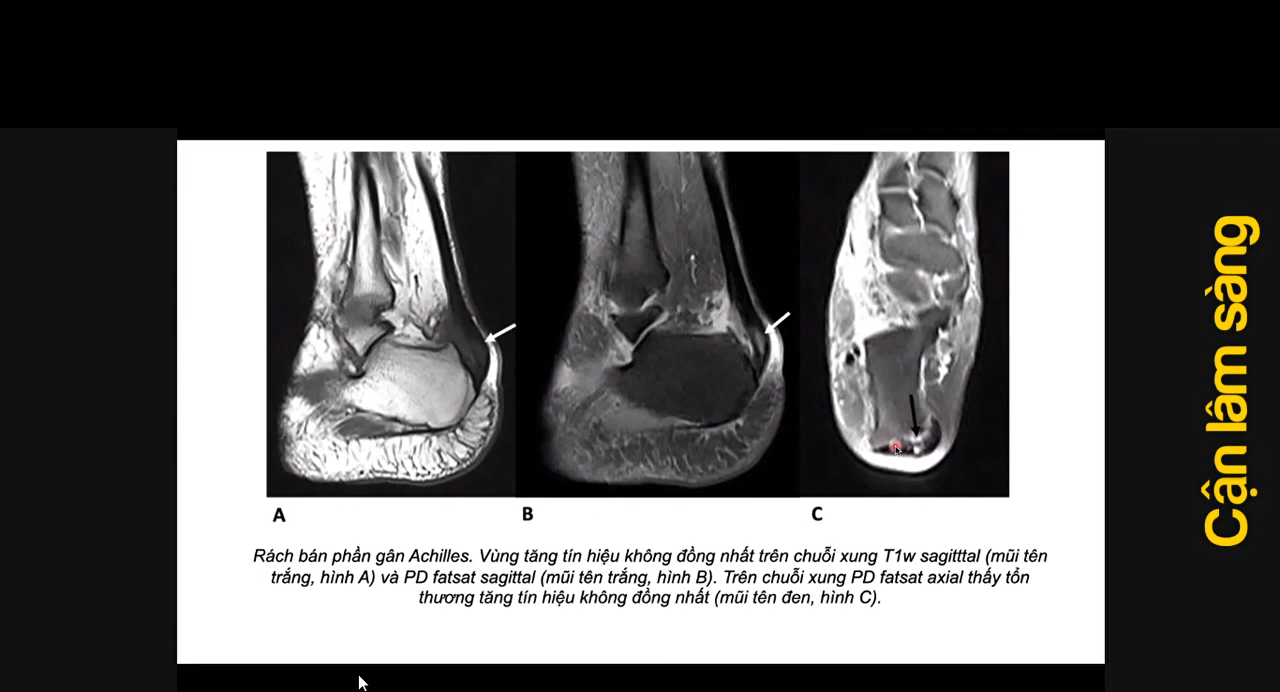 A
B
C
Rách bán phần gân Achilles. Vùng tăng tín hiệu không đồng nhất trên chuỗi xung T1w sagitttal (mũi tên
trắng, hình A) và PD fatsat sagittal (mũi tên trắng, hình B). Trên chuỗi xung PD fatsat axial thấy tổn
thương tăng tín hiệu không đồng nhất (mũi tên đen, hình C).
Cận lâm sàng